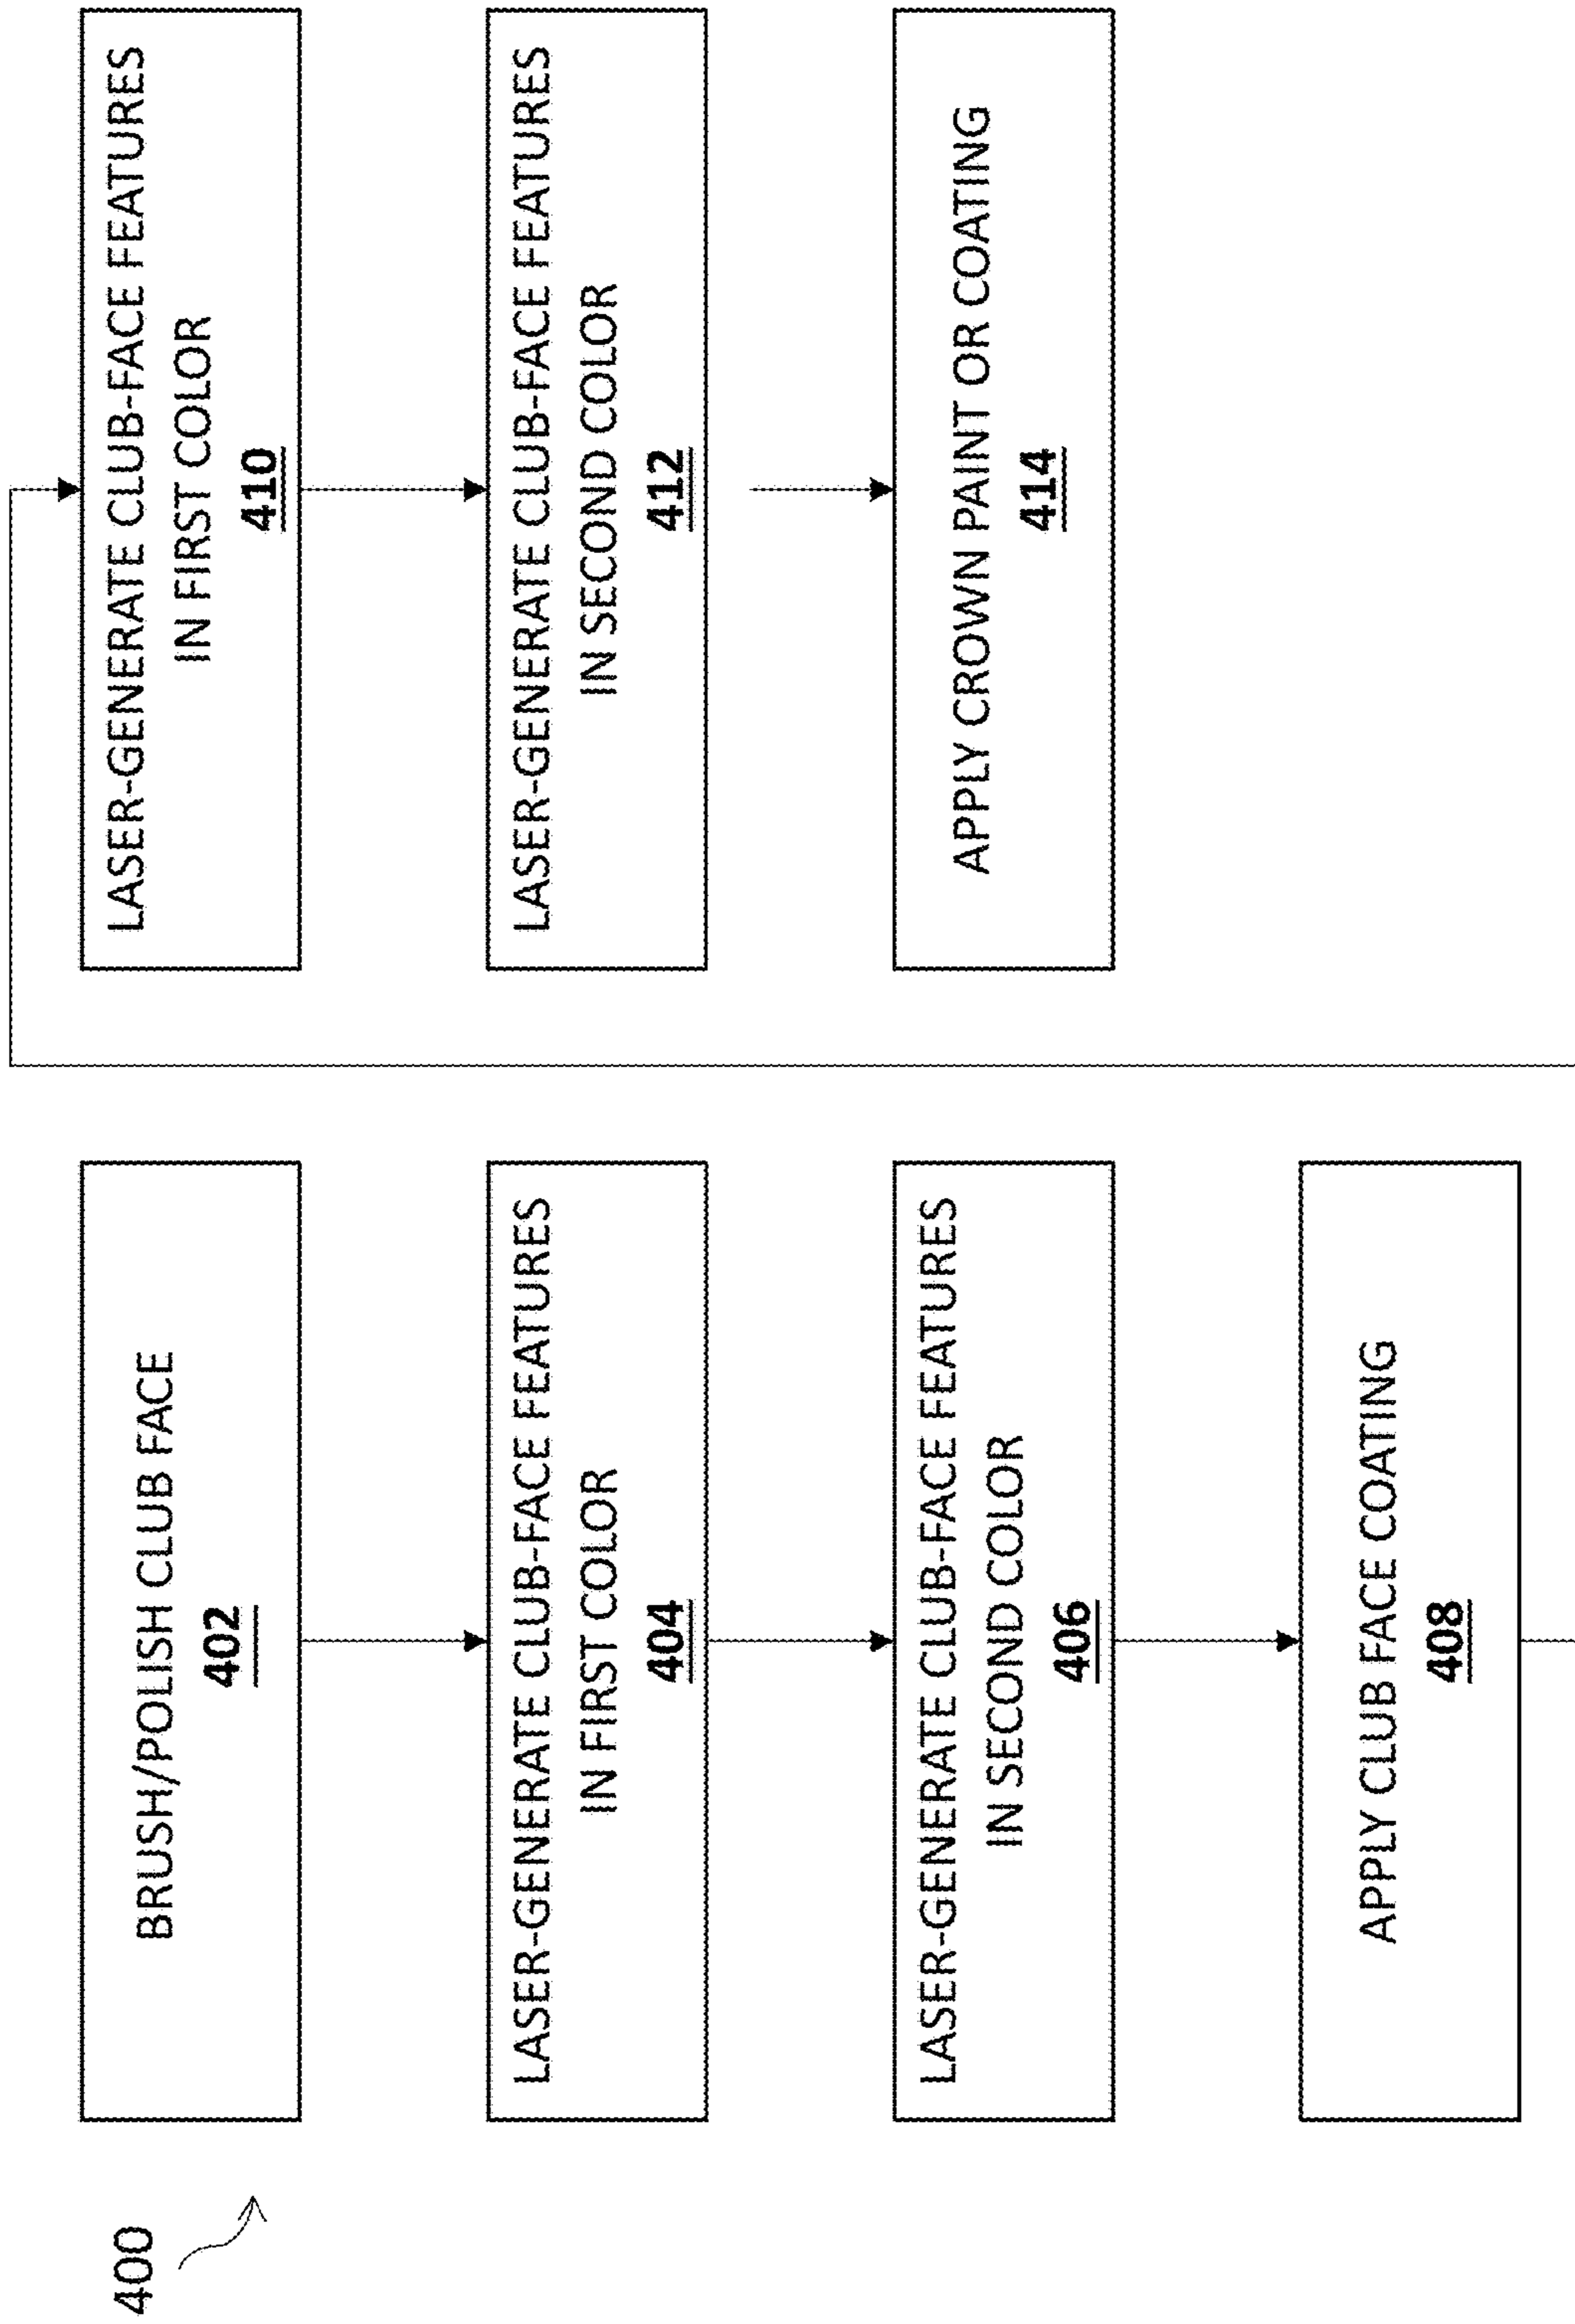 400
BRUSH/POLISH CLUB FACE
402
LASER-GENERATE CLUB-FACE FEATURES
IN FIRST COLOR
404
LASER-GENERATE CLUB-FACE FEATURES
IN SECOND COLOR
406
APPLY CLUB FACE COATING
408
LASER-GENERATE CLUB-FACE FEATURES
IN FIRST COLOR
410
LASER-GENERATE CLUB-FACE FEATURES
IN SECOND COLOR
412
APPLY CROWN PAINT OR COATING
414